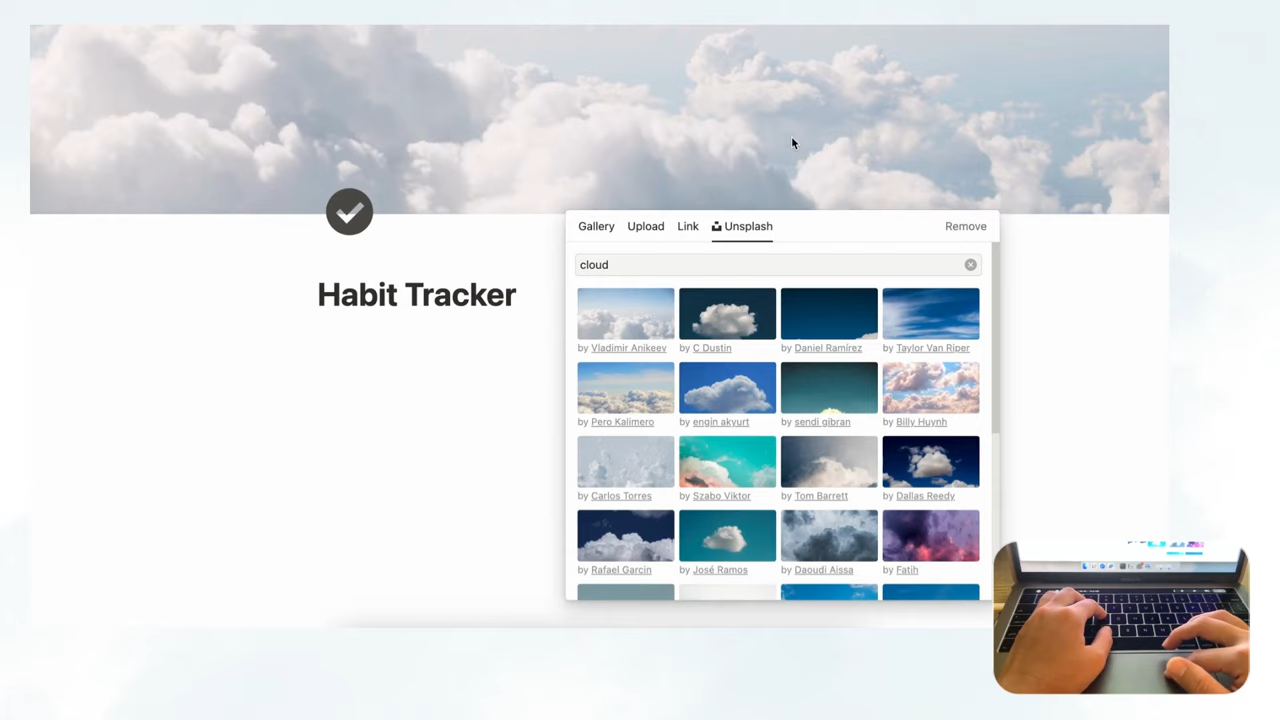 Gallery Upload Link Unsplash Remove
cloud
Habit Tracker
by Vladimir Anikeev by C Dustin by Daniel Ramírez by Taylor Van Riper
by Pero Kalimero by engin akyurt by sendi gibran by Billy Huynh
by Carlos Torres by Szabo Viktor by Tom Barrett by Dallas Reedy
by Rafael Garcin by José Ramos by Daoudi Aissa by Fatih